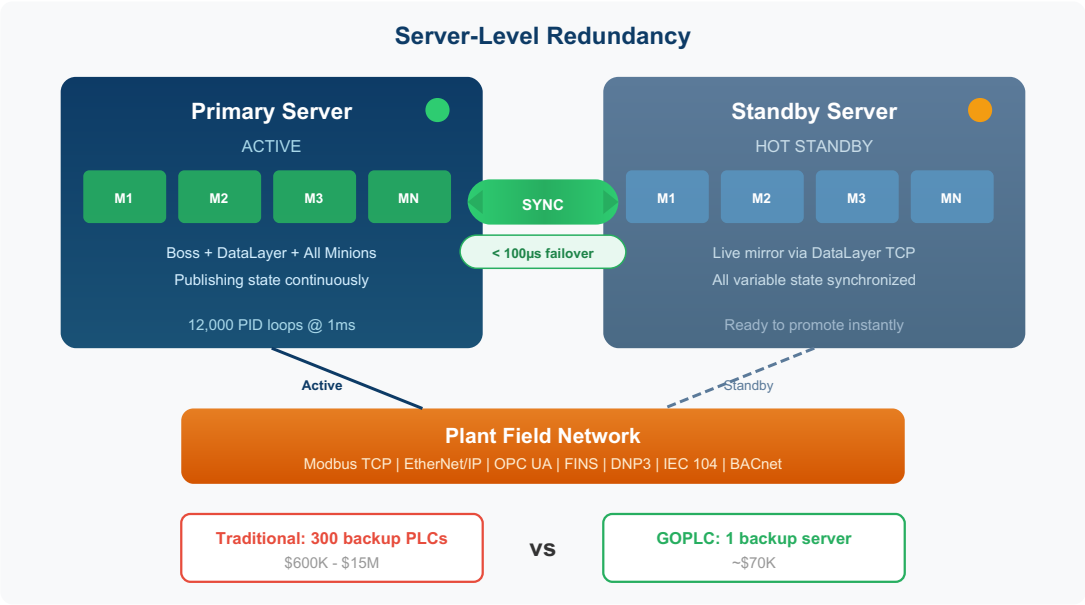 Server-Level Redundancy
Primary Server
ACTIVE
M1
M2
M3
MN
Boss + DataLayer + All Minions
Publishing state continuously
12,000 PID loops @ 1ms
SYNC
< 100µs failover
Standby Server
HOT STANDBY
M1
M2
M3
MN
Live mirror via DataLayer TCP
All variable state synchronized
Ready to promote instantly
Active
Standby
Plant Field Network
Modbus TCP | EtherNet/IP | OPC UA | FINS | DNP3 | IEC 104 | BACnet
Traditional: 300 backup PLCs
$600K - $15M
vs
GOPLC: 1 backup server
~$70K